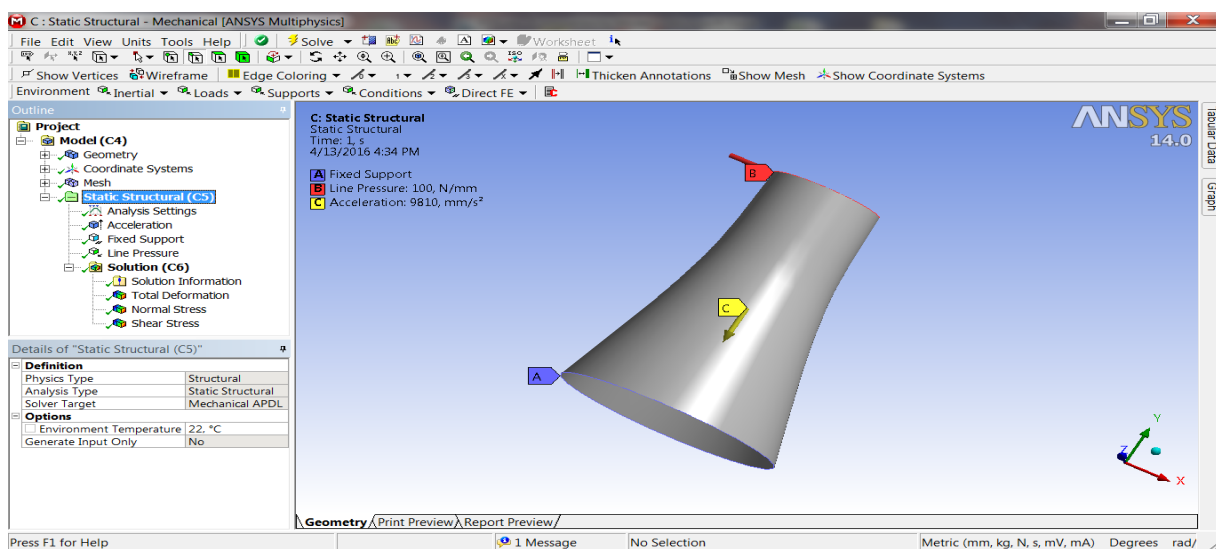 C : Static Structural - Mechanical [ANSYS Multiphysics]
File Edit View Units Tools Help Solve Worksheet
Show Vertices Wireframe Edge Coloring Thicken Annotations Show Mesh Show Coordinate Systems
Environment Inertial Loads Supports Conditions Direct FE
Outline
Project
Model (C4)
Geometry
Coordinate Systems
Mesh
Static Structural (C5)
Analysis Settings
Acceleration
Fixed Support
Line Pressure
Solution (C6)
Solution Information
Total Deformation
Normal Stress
Shear Stress
Details of "Static Structural (C5)"
Definition
Physics Type Structural
Analysis Type Static Structural
Solver Target Mechanical APDL
Options
Environment Temperature 22, °C
Generate Input Only No
C: Static Structural
Static Structural
Time: 1, s
4/13/2016 4:34 PM
A Fixed Support
B Line Pressure: 100, N/mm
C Acceleration: 9810, mm/s²
ANSYS
14.0
B
C
A
Y
Z
X
Tabular Data
Graph
Geometry Print Preview Report Preview
Press F1 for Help 1 Message No Selection Metric (mm, kg, N, s, mV, mA) Degrees rad/